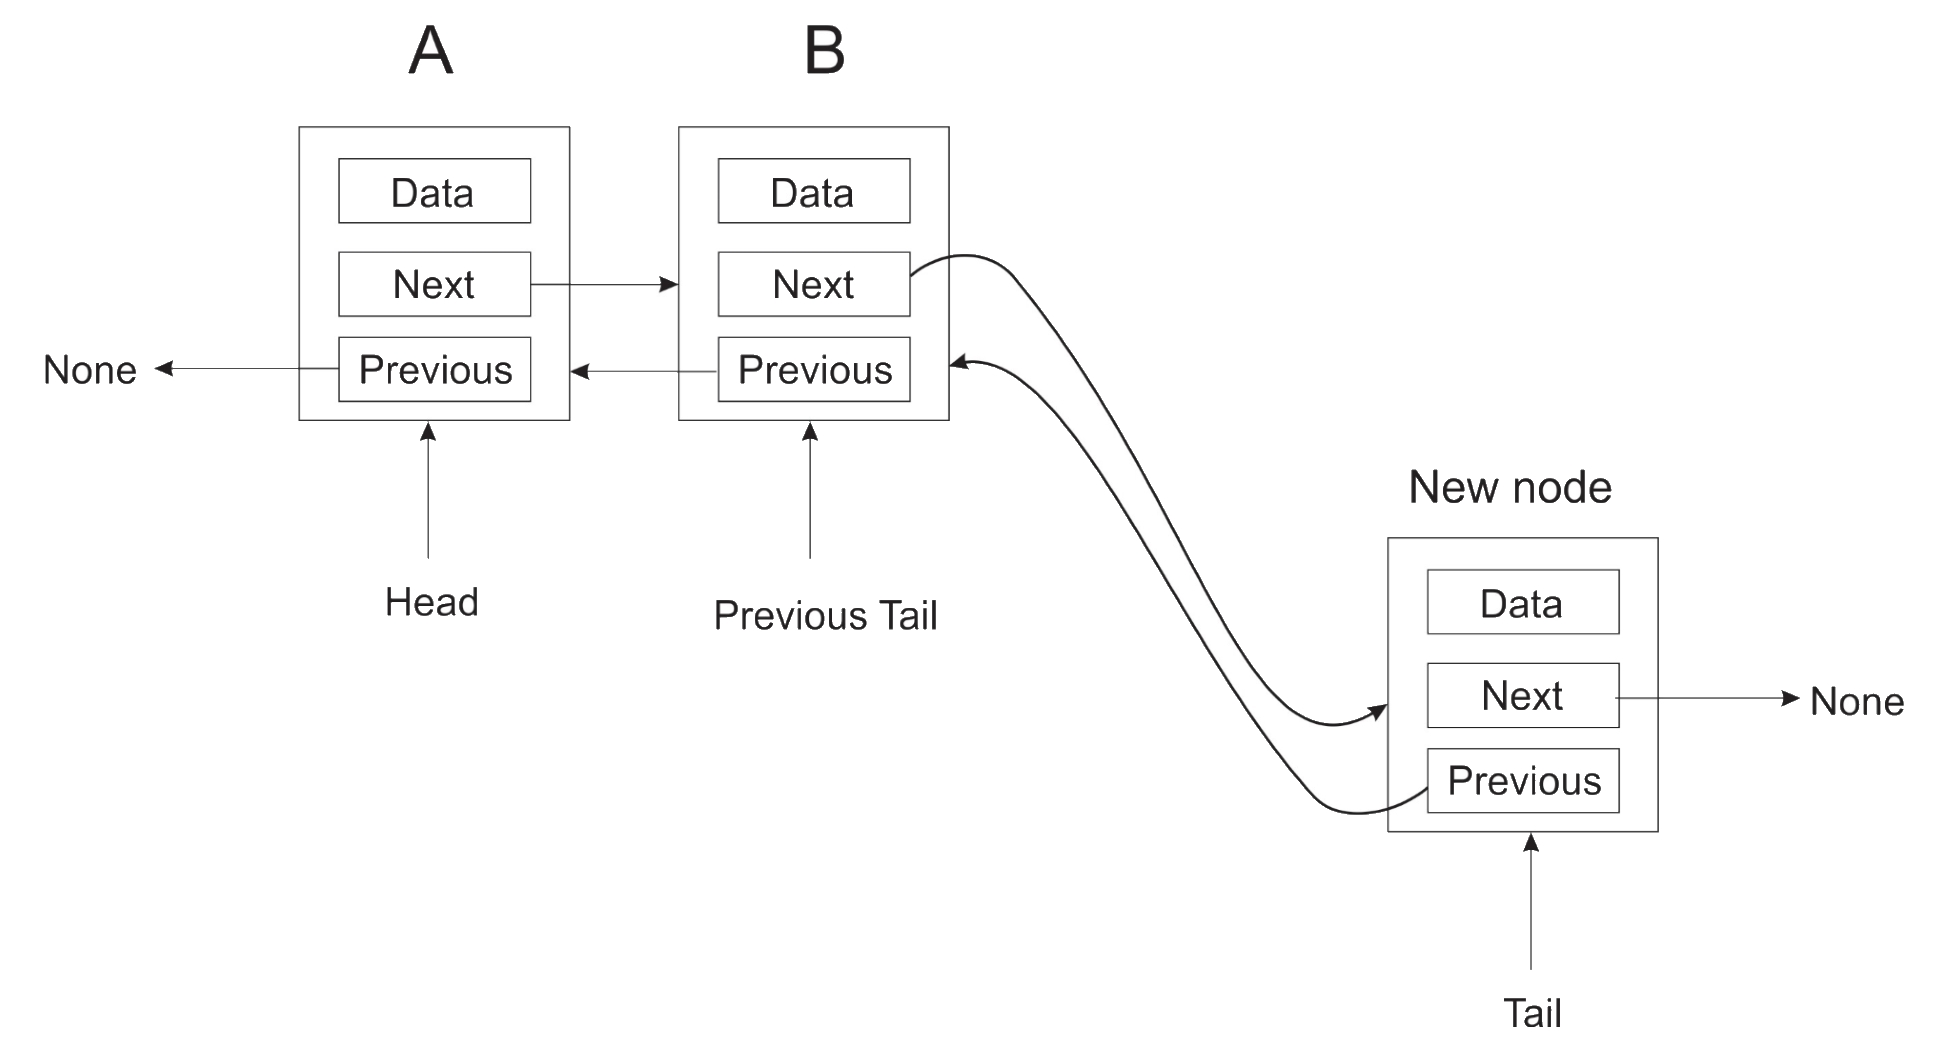 A
B
Data
Next
Previous
Data
Next
Previous
None
Head
Previous Tail
New node
Data
Next
Previous
None
Tail